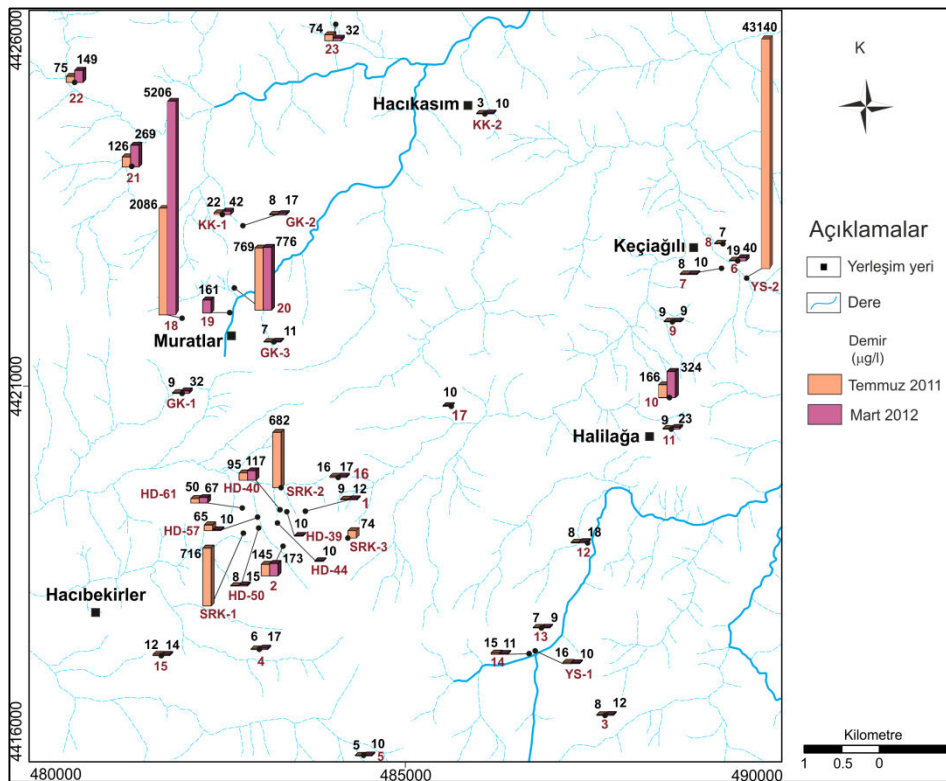 4426000
4421000
4416000
480000
485000
490000
74 32
23
75 149
22
5206
2086
18
126 269
21
Hacıkasım
3 10
KK-2
43140
YS-2
22 42
KK-1
8 17
GK-2
769 776
20
161
19
Muratlar
7 11
GK-3
Keçiağılı
7
8
19 40
6
8 10
7
9 9
9
9 32
GK-1
166 324
10
10
17
Halilağa
9 23
11
682
SRK-2
95 117
HD-40
16 17
16
50 67
HD-61
9 12
1
65 10
HD-57
10
HD-39
74
SRK-3
10
HD-44
716
SRK-1
8 15
HD-50
145 173
2
8 18
12
Hacıbekirler
6 17
4
12 14
15
7 9
13
15 11
14
16 10
YS-1
8 12
3
5 10
5
K
Açıklamalar
Yerleşim yeri
Dere
Demir
(µg/l)
Temmuz 2011
Mart 2012
Kilometre
1 0.5 0 1